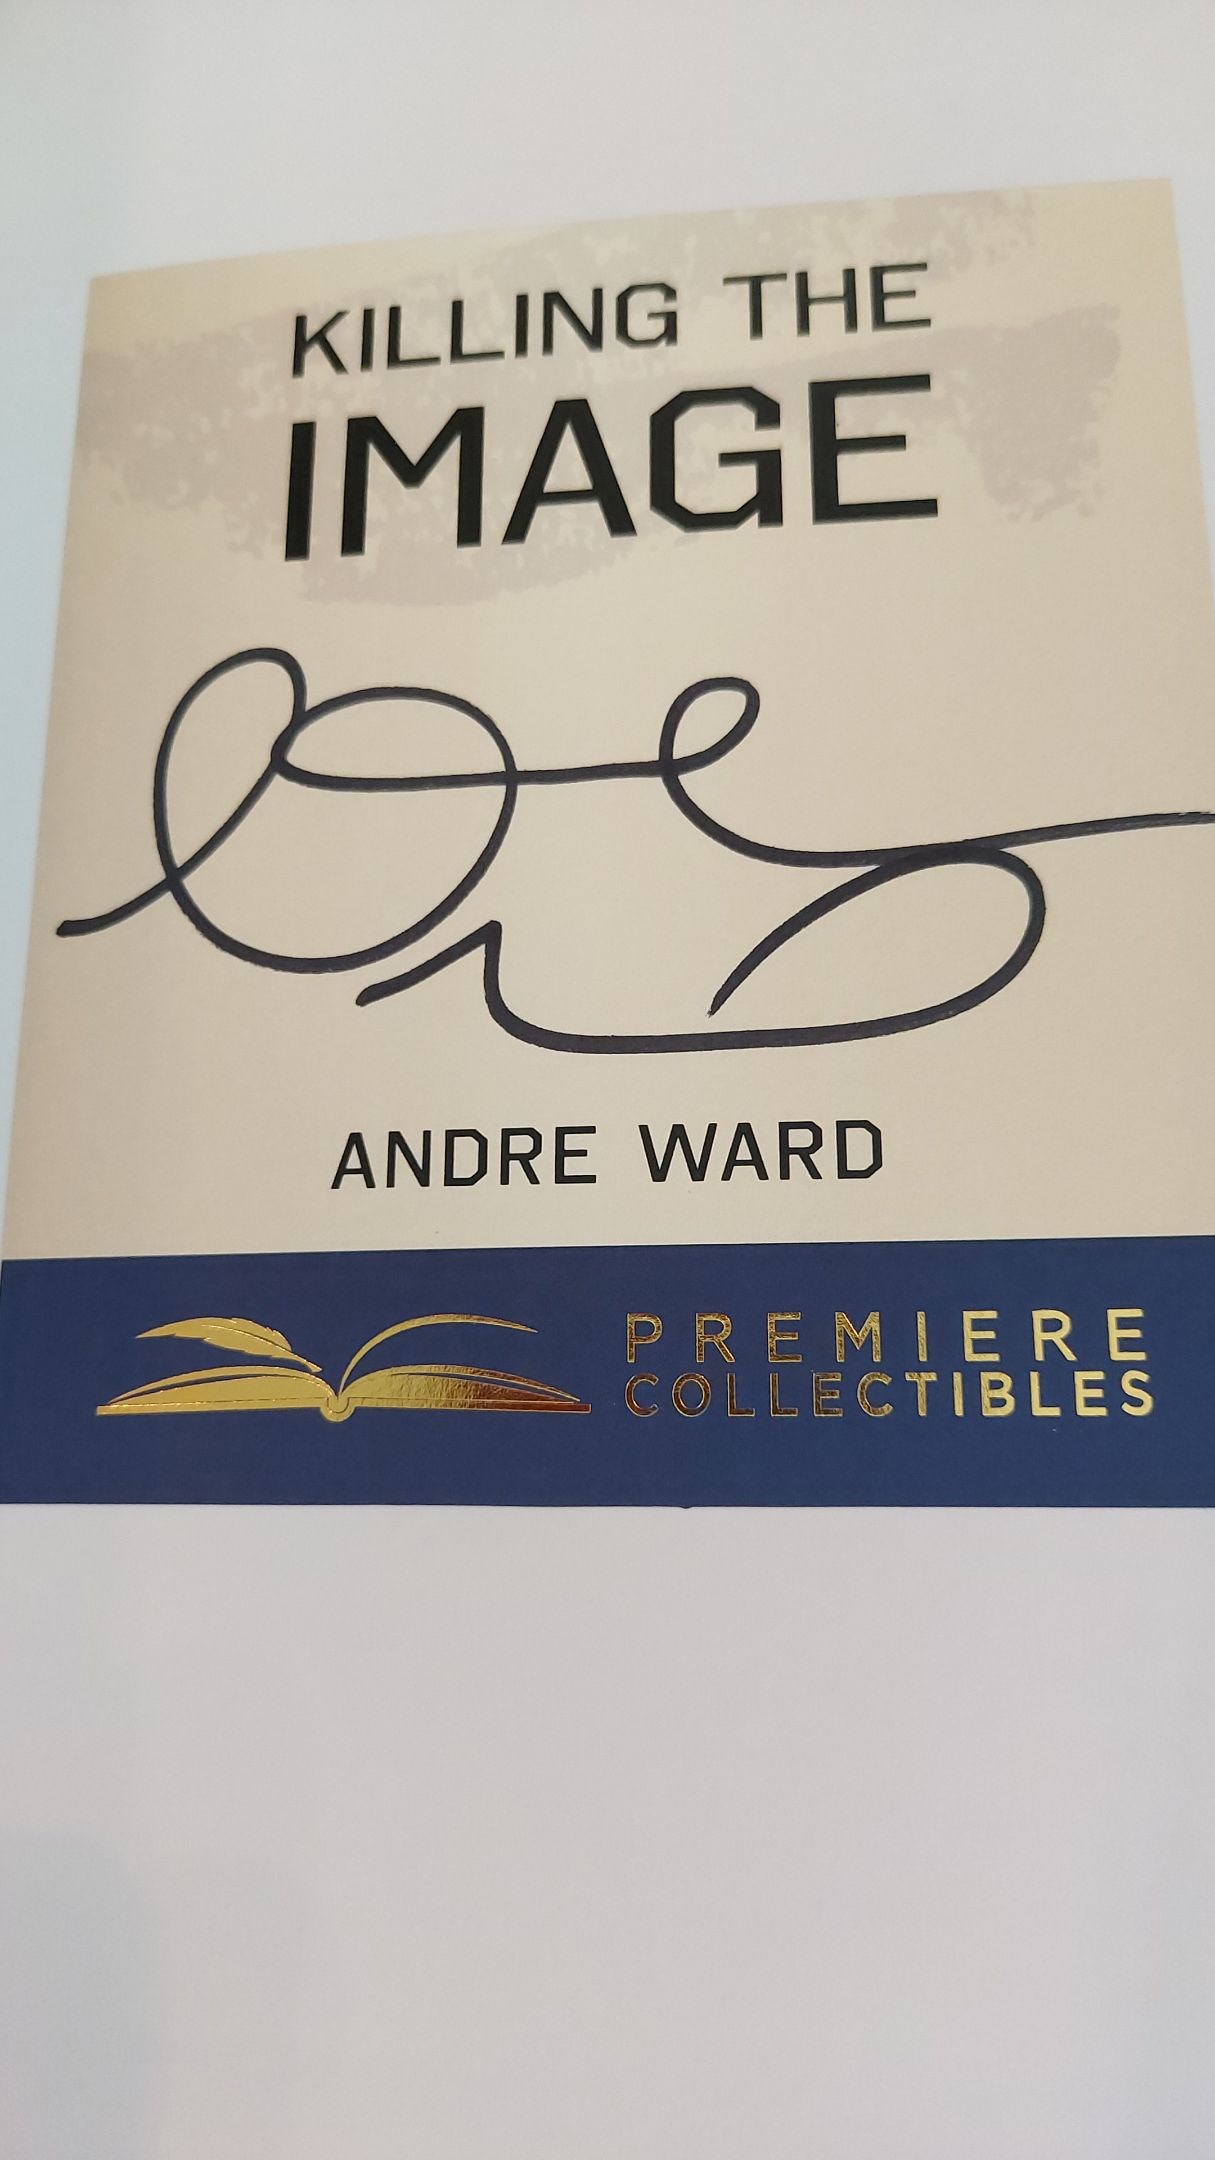 KILLING THE
IMAGE
ANDRE WARD
PREMIERE
COLLECTIBLES